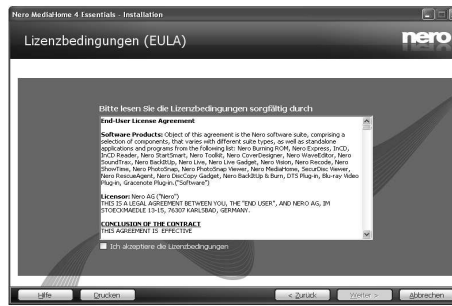 Nero MediaHome 4 Essentials - Installation
Lizenzbedingungen (EULA)
nero
Bitte lesen Sie die Lizenzbedingungen sorgfältig durch
End-User License Agreement
Software Products: Object of this agreement is the Nero software suite, comprising a
selection of components, that varies with different suite types, as well as standalone
applications and programs from the following list: Nero Burning ROM, Nero Express, InCD,
InCD Reader, Nero StartSmart, Nero Toolkit, Nero CoverDesigner, Nero WaveEditor, Nero
SoundTrax, Nero BackItUp, Nero Live, Nero Live Gadget, Nero Vision, Nero Recode, Nero
ShowTime, Nero PhotoSnap, Nero PhotoSnap Viewer, Nero MediaHome, SecurDisc Viewer,
Nero RescueAgent, Nero DiscCopy Gadget, Nero BackItUp & Burn, DTS Plug-in, Blu-ray Video
Plug-in, Gracenote Plug-in.("Software")
Licensor: Nero AG ("Nero")
THIS IS A LEGAL AGREEMENT BETWEEN YOU, THE "END USER", AND NERO AG, IM
STOECKMAEDLE 13-15, 76307 KARLSBAD, GERMANY.
CONCLUSION OF THE CONTRACT
THIS AGREEMENT IS EFFECTIVE
Ich akzeptiere die Lizenzbedingungen
Hilfe Drucken < Zurück Weiter > Abbrechen